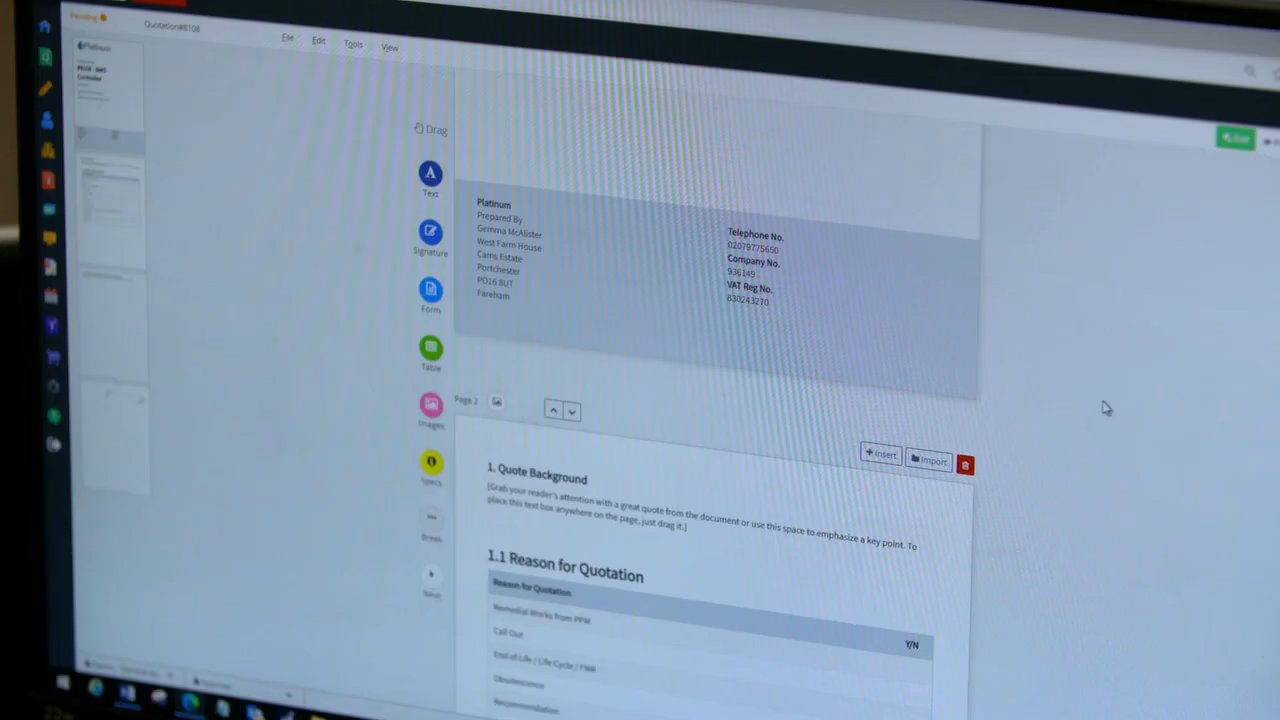 Pending
Quotation#8108
File
Edit
Tools
View
Platinum
Drag
Text
Signature
Form
Table
Images
Specs
Break
Next
Edit
Platinum
Prepared By
Gemma McAlister
West Farm House
Cams Estate
Portchester
PO16 8UT
Fareham
Telephone No.
02079775650
Company No.
936149
VAT Reg No.
830243270
Page 2
Insert
Import
1. Quote Background
[Grab your reader's attention with a great quote from the document or use this space to emphasize a key point. To
place this text box anywhere on the page, just drag it.]
1.1 Reason for Quotation
Reason for Quotation
Y/N
Remedial Works from PPM
Call Out
End of Life / Life Cycle / FMR
Obsolescence
Recommendation